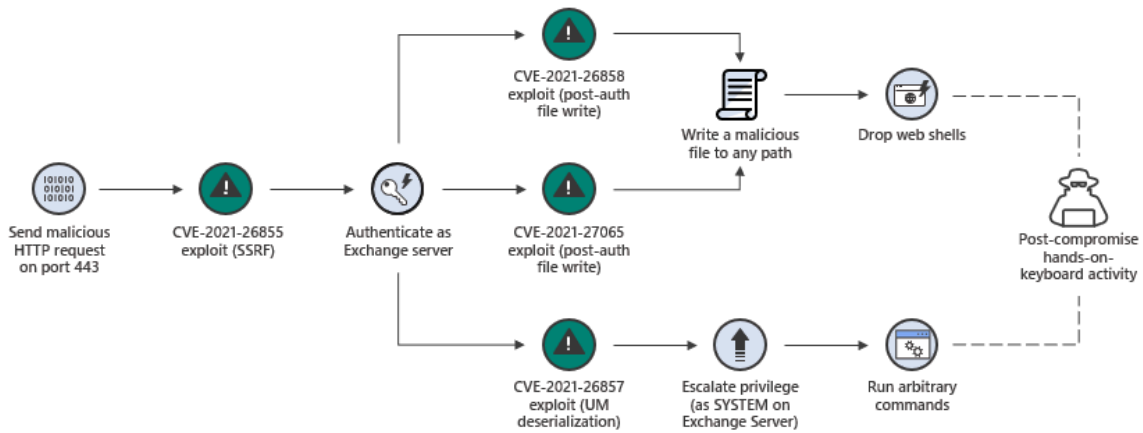 CVE-2021-26858
exploit (post-auth
file write)
Write a malicious
file to any path
Drop web shells
101010
010101
101010
Send malicious
HTTP request
on port 443
CVE-2021-26855
exploit (SSRF)
Authenticate as
Exchange server
CVE-2021-27065
exploit (post-auth
file write)
Post-compromise
hands-on-
keyboard activity
CVE-2021-26857
exploit (UM
deserialization)
Escalate privilege
(as SYSTEM on
Exchange Server)
Run arbitrary
commands